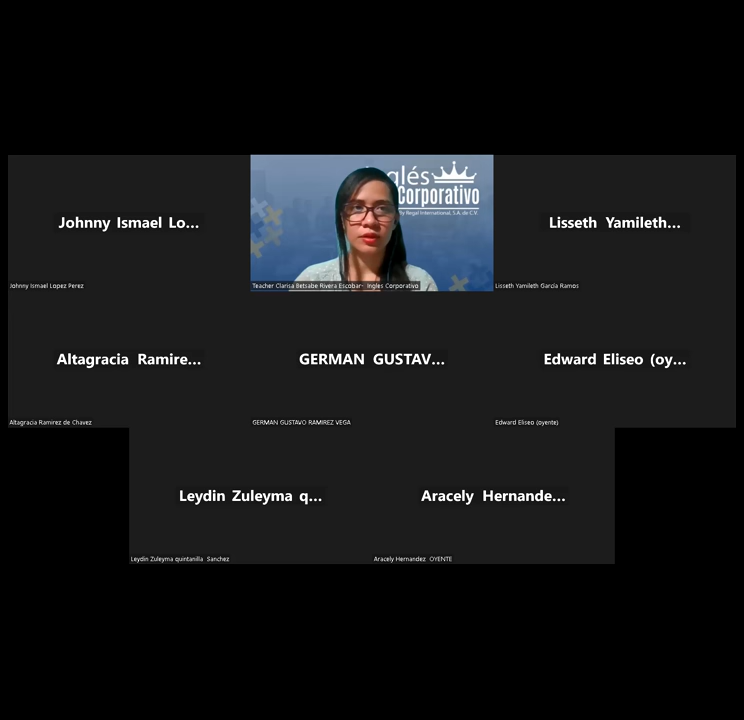 Johnny Ismael Lo...
Johnny Ismael Lopez Perez
Inglés
Corporativo
By Regal International, S.A. de C.V.
Teacher Clarisa Betsabe Rivera Escobar- Ingles Corporativo
Lisseth Yamileth...
Lisseth Yamileth García Ramos
Altagracia Ramire...
Altagracia Ramirez de Chavez
GERMAN GUSTAV...
GERMAN GUSTAVO RAMIREZ VEGA
Edward Eliseo (oy...
Edward Eliseo (oyente)
Leydin Zuleyma q...
Leydin Zuleyma quintanilla Sanchez
Aracely Hernande...
Aracely Hernandez OYENTE